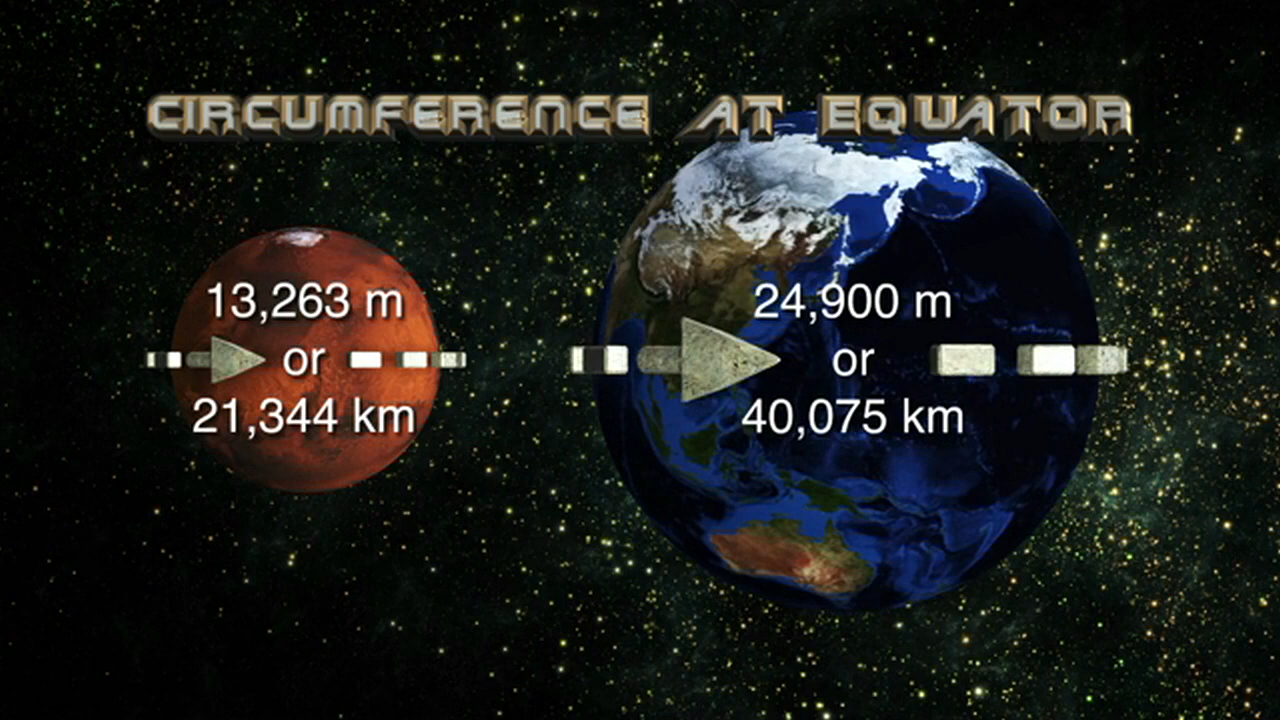 CIRCUMFERENCE AT EQUATOR
13,263 m
or
21,344 km
24,900 m
or
40,075 km